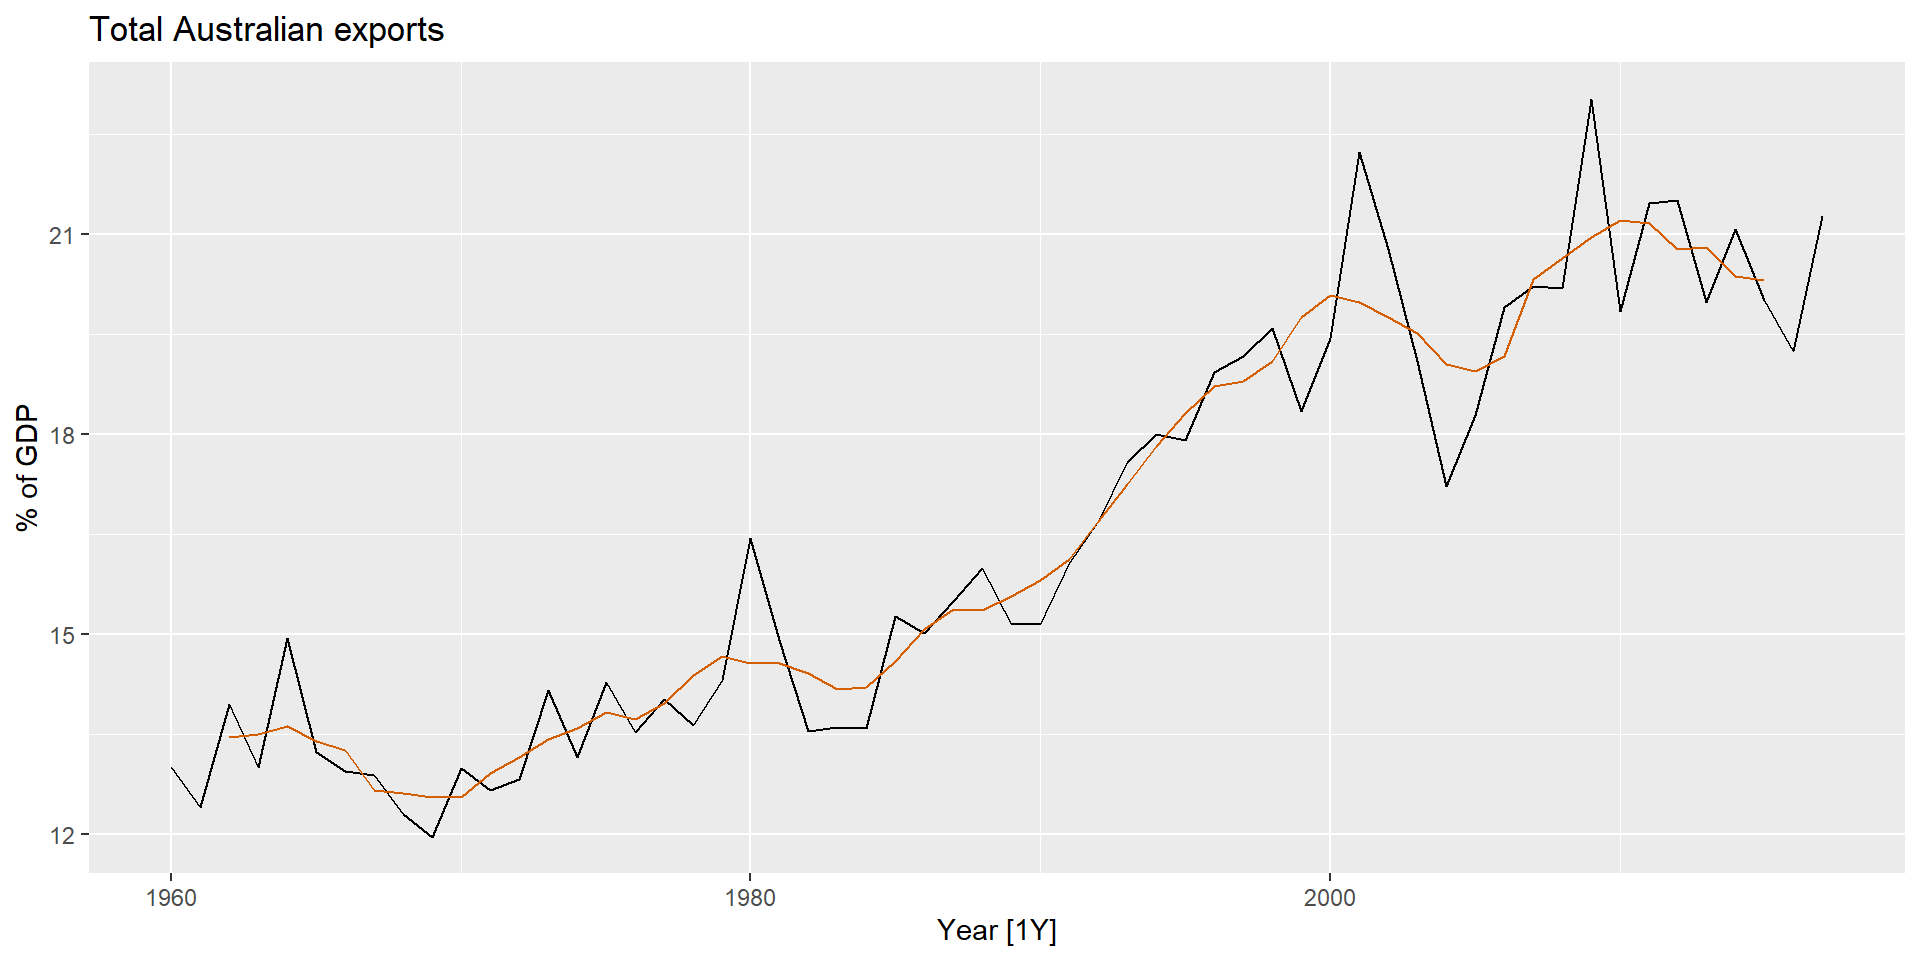 Total Australian exports
% of GDP
21
18
15
12
1960
1980
2000
Year [1Y]